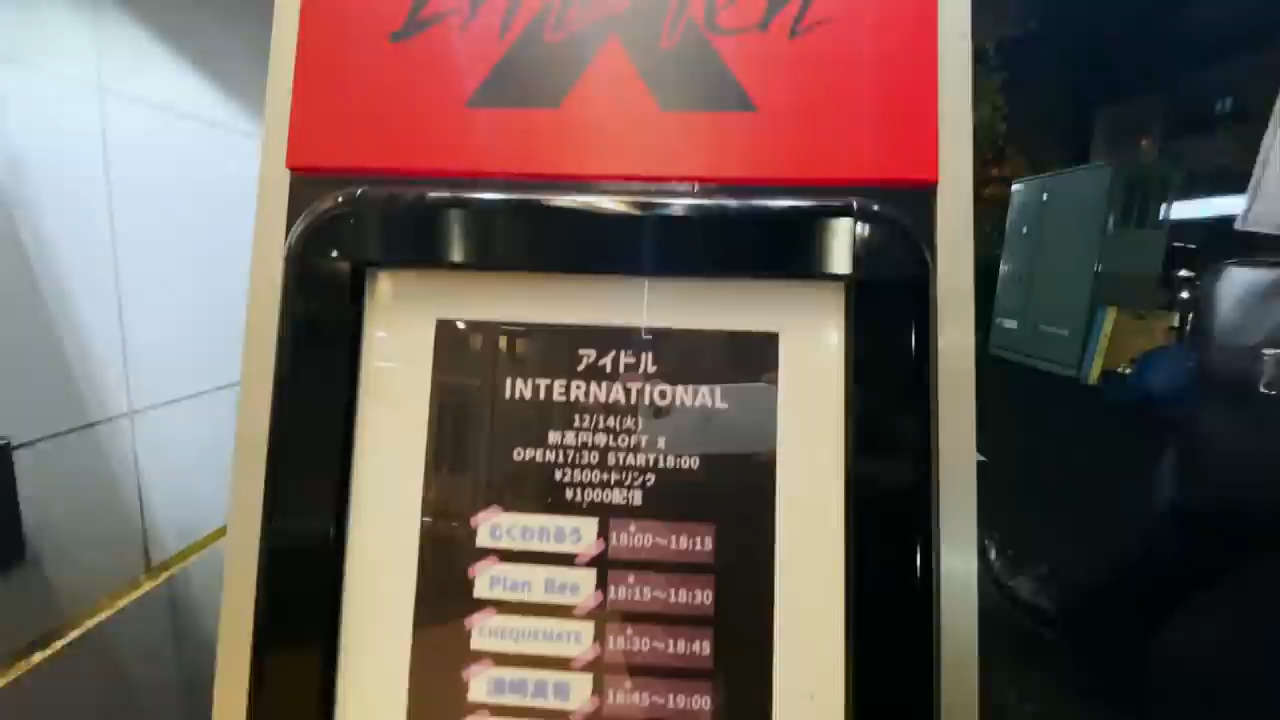 アイドル
INTERNATIONAL
12/14(火)
新高円寺LOFT X
OPEN17:30 START18:00
¥2500+ドリンク
¥1000配信
むくわれるう 18:00～18:15
Plan Bee 18:15～18:30
CHEQUEMATE 18:30～18:45
18:45～19:00